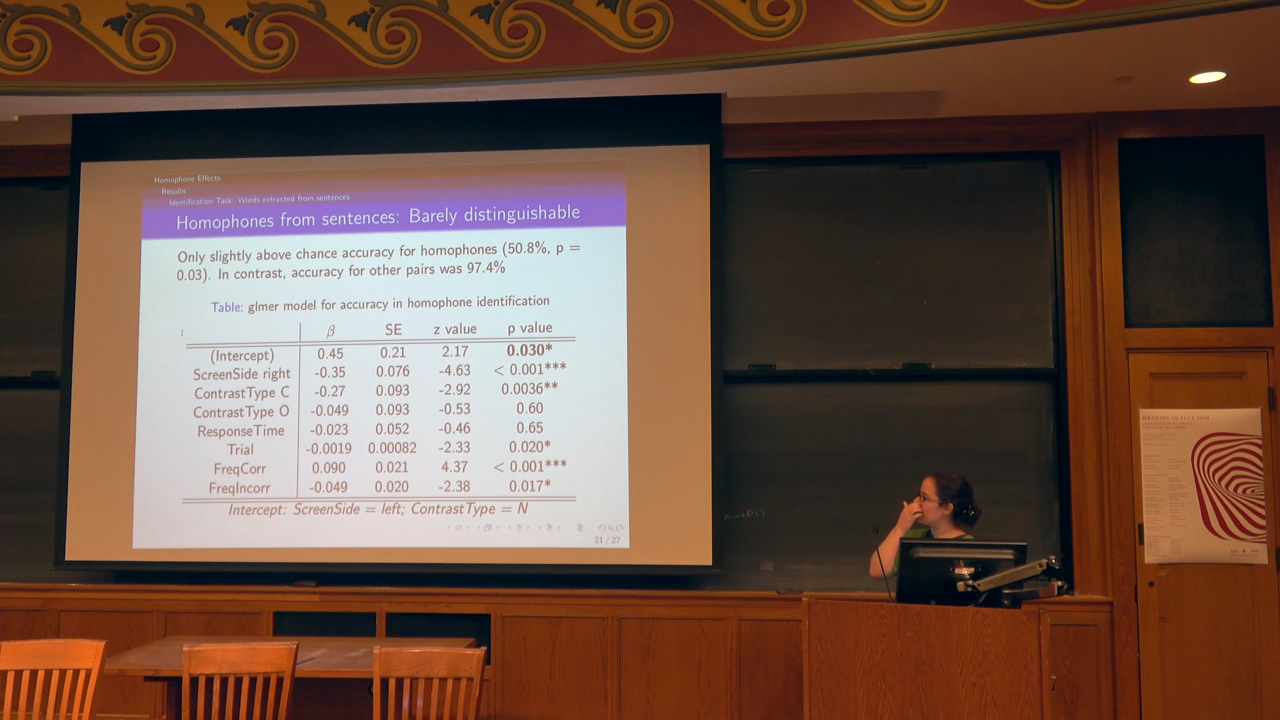 Homophone Effects
Results
Identification Task: Words extracted from sentences
Homophones from sentences: Barely distinguishable
Only slightly above chance accuracy for homophones (50.8%, p =
0.03). In contrast, accuracy for other pairs was 97.4%
Table: glmer model for accuracy in homophone identification
β SE z value p value
(Intercept) 0.45 0.21 2.17 0.030*
ScreenSide right -0.35 0.076 -4.63 < 0.001***
ContrastType C -0.27 0.093 -2.92 0.0036**
ContrastType O -0.049 0.093 -0.53 0.60
ResponseTime -0.023 0.052 -0.46 0.65
Trial -0.0019 0.00082 -2.33 0.020*
FreqCorr 0.090 0.021 4.37 < 0.001***
FreqIncorr -0.049 0.020 -2.38 0.017*
Intercept: ScreenSide = left; ContrastType = N
21 / 27
MEANING IN FLUX